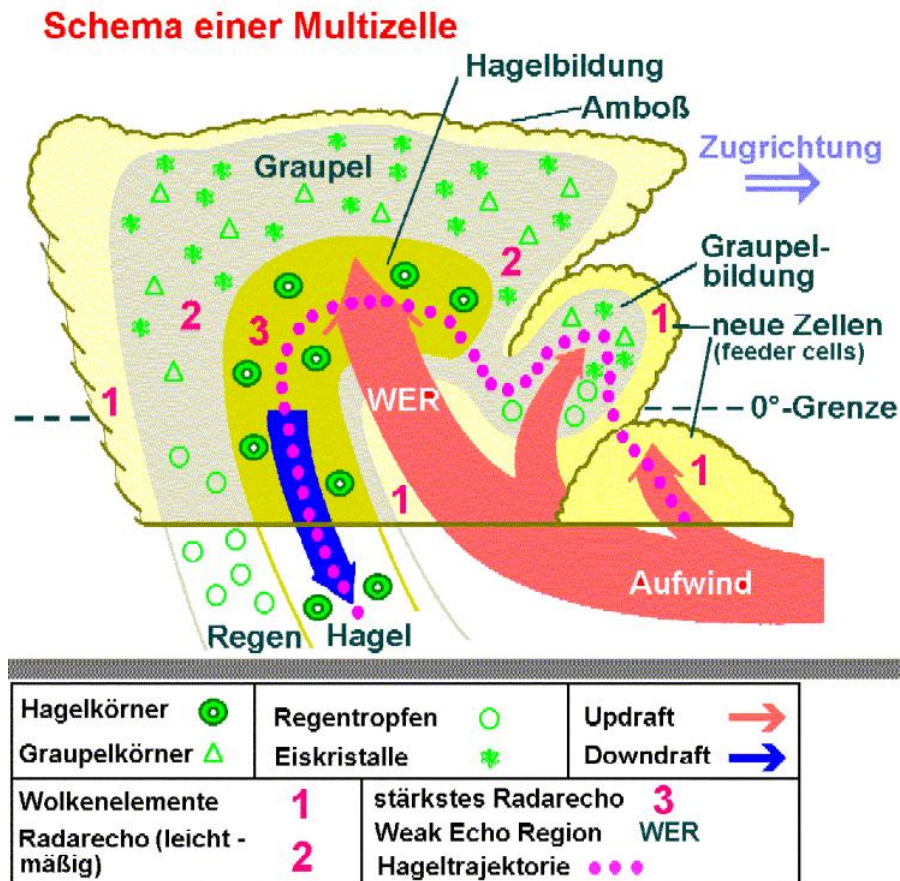 Schema einer Multizelle
Hagelbildung
Amboß
Graupel
Zugrichtung
2
Graupel-
bildung
2
3
1
neue Zellen
(feeder cells)
1
WER
0°-Grenze
1
1
Aufwind
Regen Hagel
Hagelkörner
Graupelkörner
Regentropfen
Eiskristalle
Updraft
Downdraft
Wolkenelemente 1
Radarecho (leicht -
mäßig) 2
stärkstes Radarecho 3
Weak Echo Region WER
Hageltrajektorie